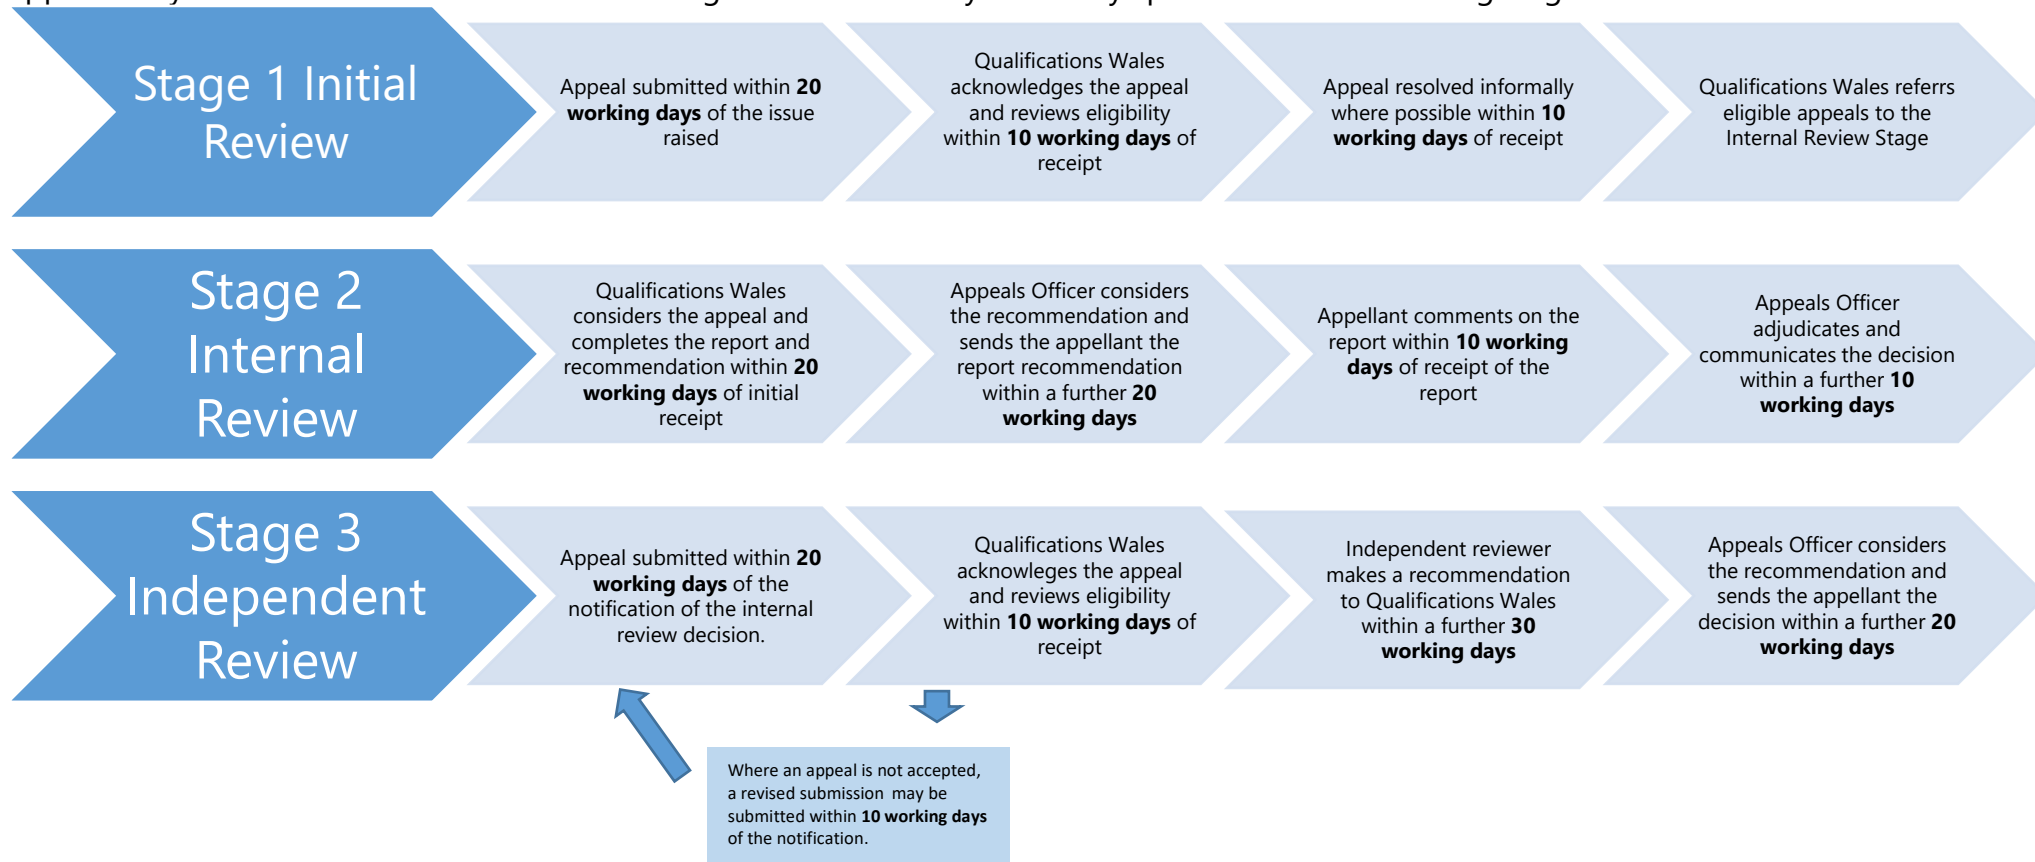 Stage 1 Initial
Review
Appeal submitted within 20
working days of the issue
raised
Qualifications Wales
acknowledges the appeal
and reviews eligibility
within 10 working days of
receipt
Appeal resolved informally
where possible within 10
working days of receipt
Qualifications Wales referrs
eligible appeals to the
Internal Review Stage
Stage 2
Internal
Review
Qualifications Wales
considers the appeal and
completes the report and
recommendation within 20
working days of initial
receipt
Appeals Officer considers
the recommendation and
sends the appellant the
report recommendation
within a further 20
working days
Appellant comments on the
report within 10 working
days of receipt of the
report
Appeals Officer
adjudicates and
communicates the decision
within a further 10
working days
Stage 3
Independent
Review
Appeal submitted within 20
working days of the
notification of the internal
review decision.
Qualifications Wales
acknowleges the appeal
and reviews eligibility
within 10 working days of
receipt
Independent reviewer
makes a recommendation
to Qualifications Wales
within a further 30
working days
Appeals Officer considers
the recommendation and
sends the appellant the
decision within a further 20
working days
Where an appeal is not accepted,
a revised submission may be
submitted within 10 working days
of the notification.